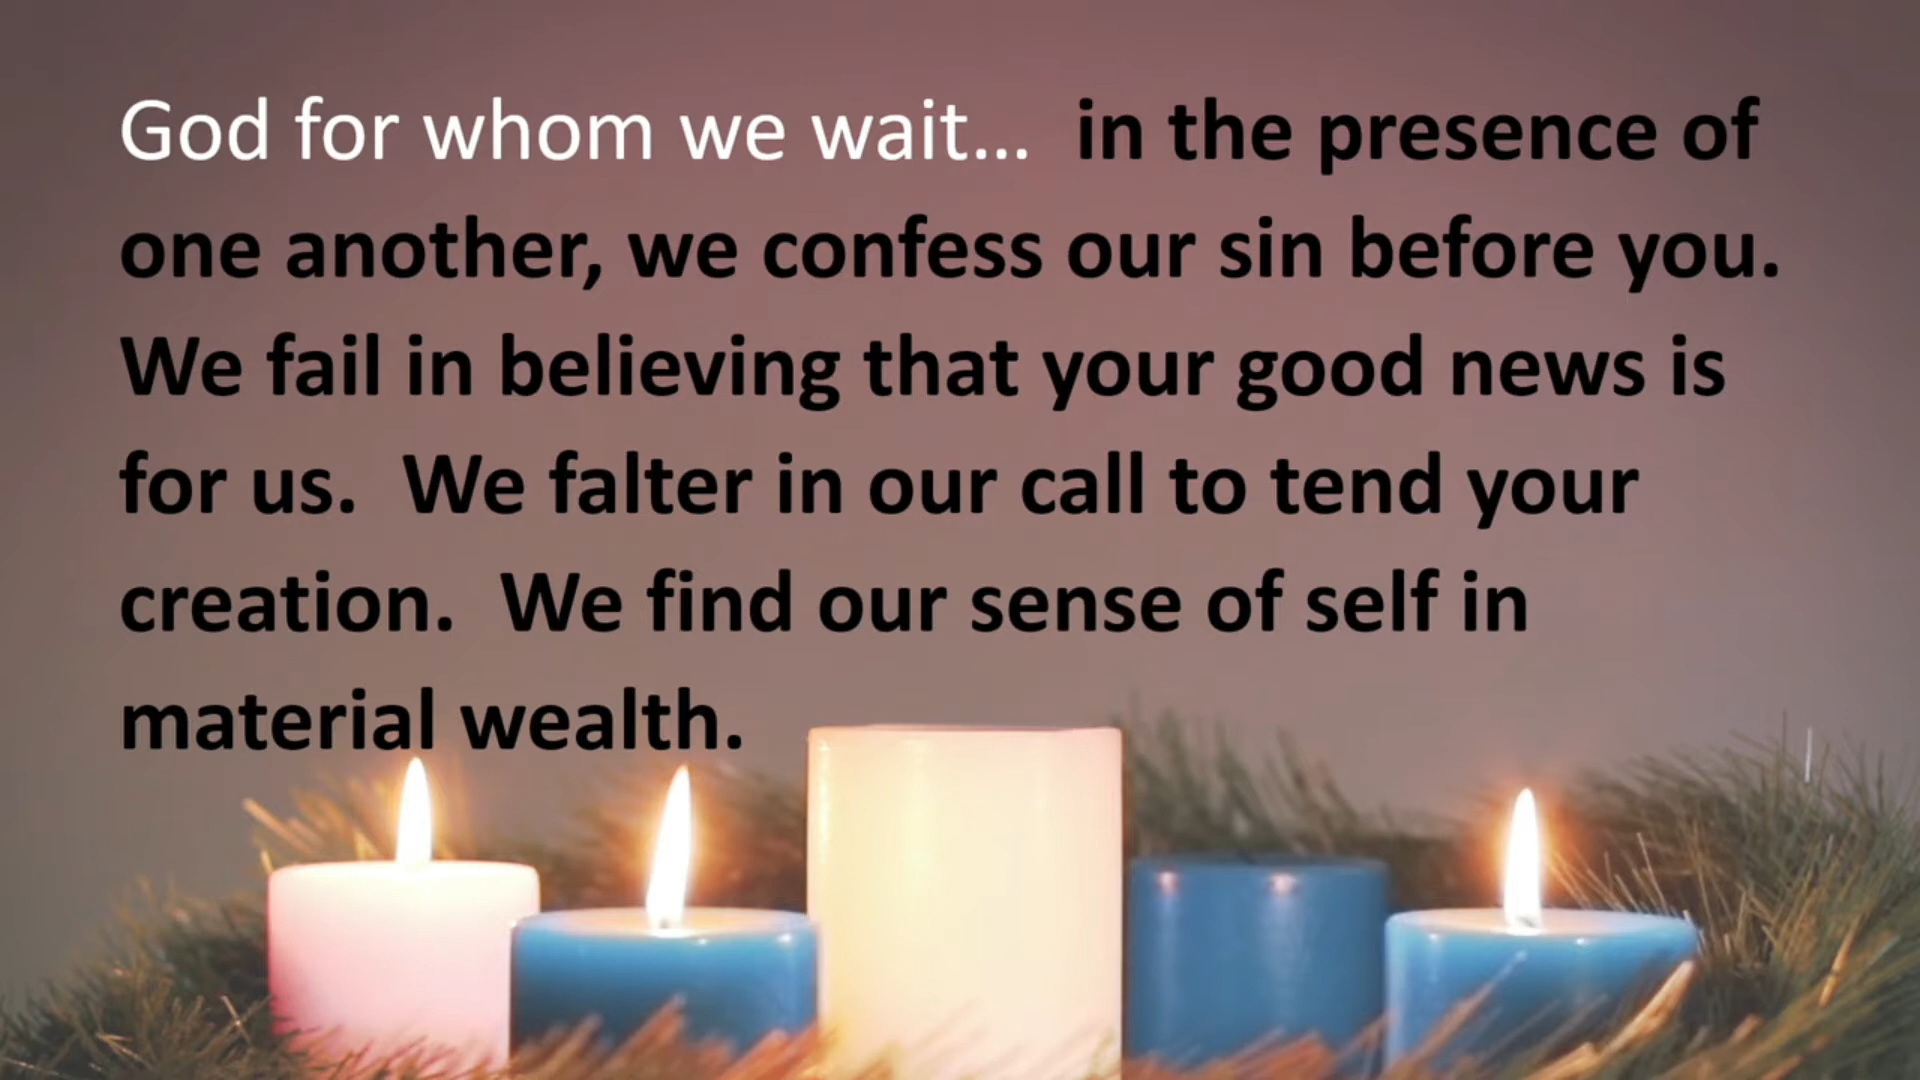 God for whom we wait...  in the presence of
one another, we confess our sin before you.
We fail in believing that your good news is
for us.  We falter in our call to tend your
creation.  We find our sense of self in
material wealth.